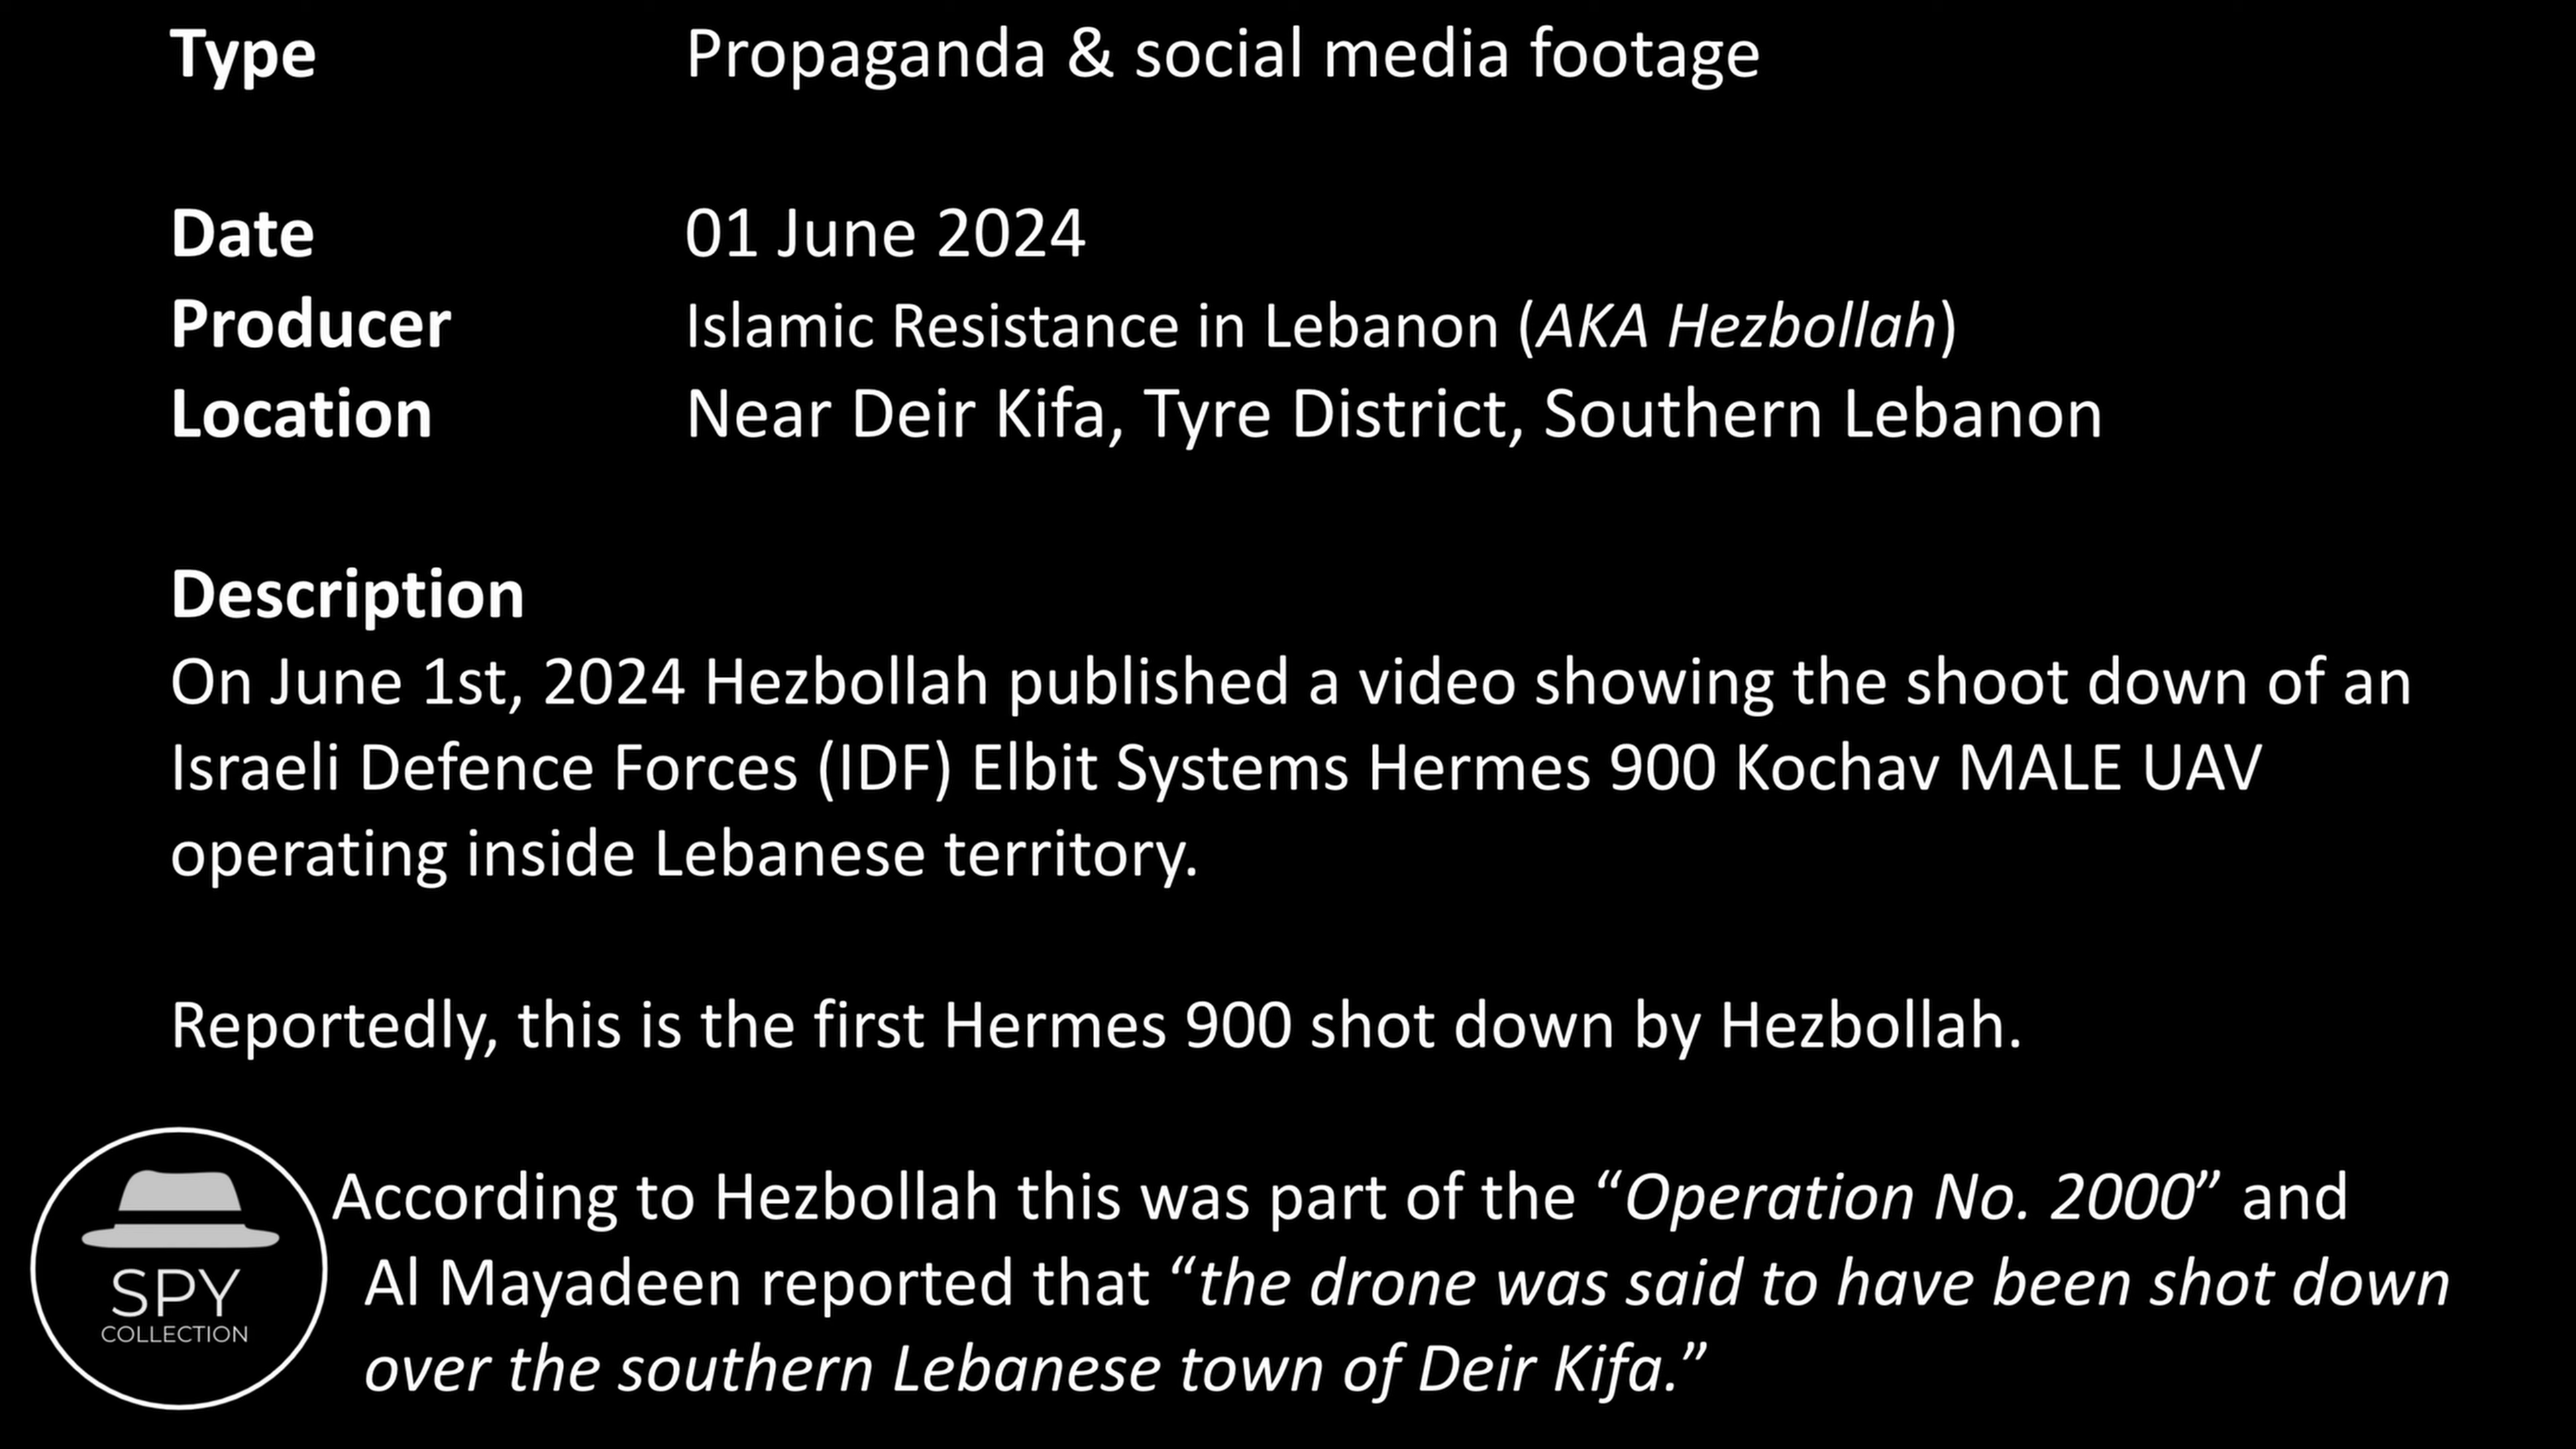 Type Propaganda & social media footage
Date 01 June 2024
Producer Islamic Resistance in Lebanon (AKA Hezbollah)
Location Near Deir Kifa, Tyre District, Southern Lebanon
Description
On June 1st, 2024 Hezbollah published a video showing the shoot down of an
Israeli Defence Forces (IDF) Elbit Systems Hermes 900 Kochav MALE UAV
operating inside Lebanese territory.
Reportedly, this is the first Hermes 900 shot down by Hezbollah.
According to Hezbollah this was part of the “Operation No. 2000” and
Al Mayadeen reported that “the drone was said to have been shot down
over the southern Lebanese town of Deir Kifa.”
SPY
COLLECTION